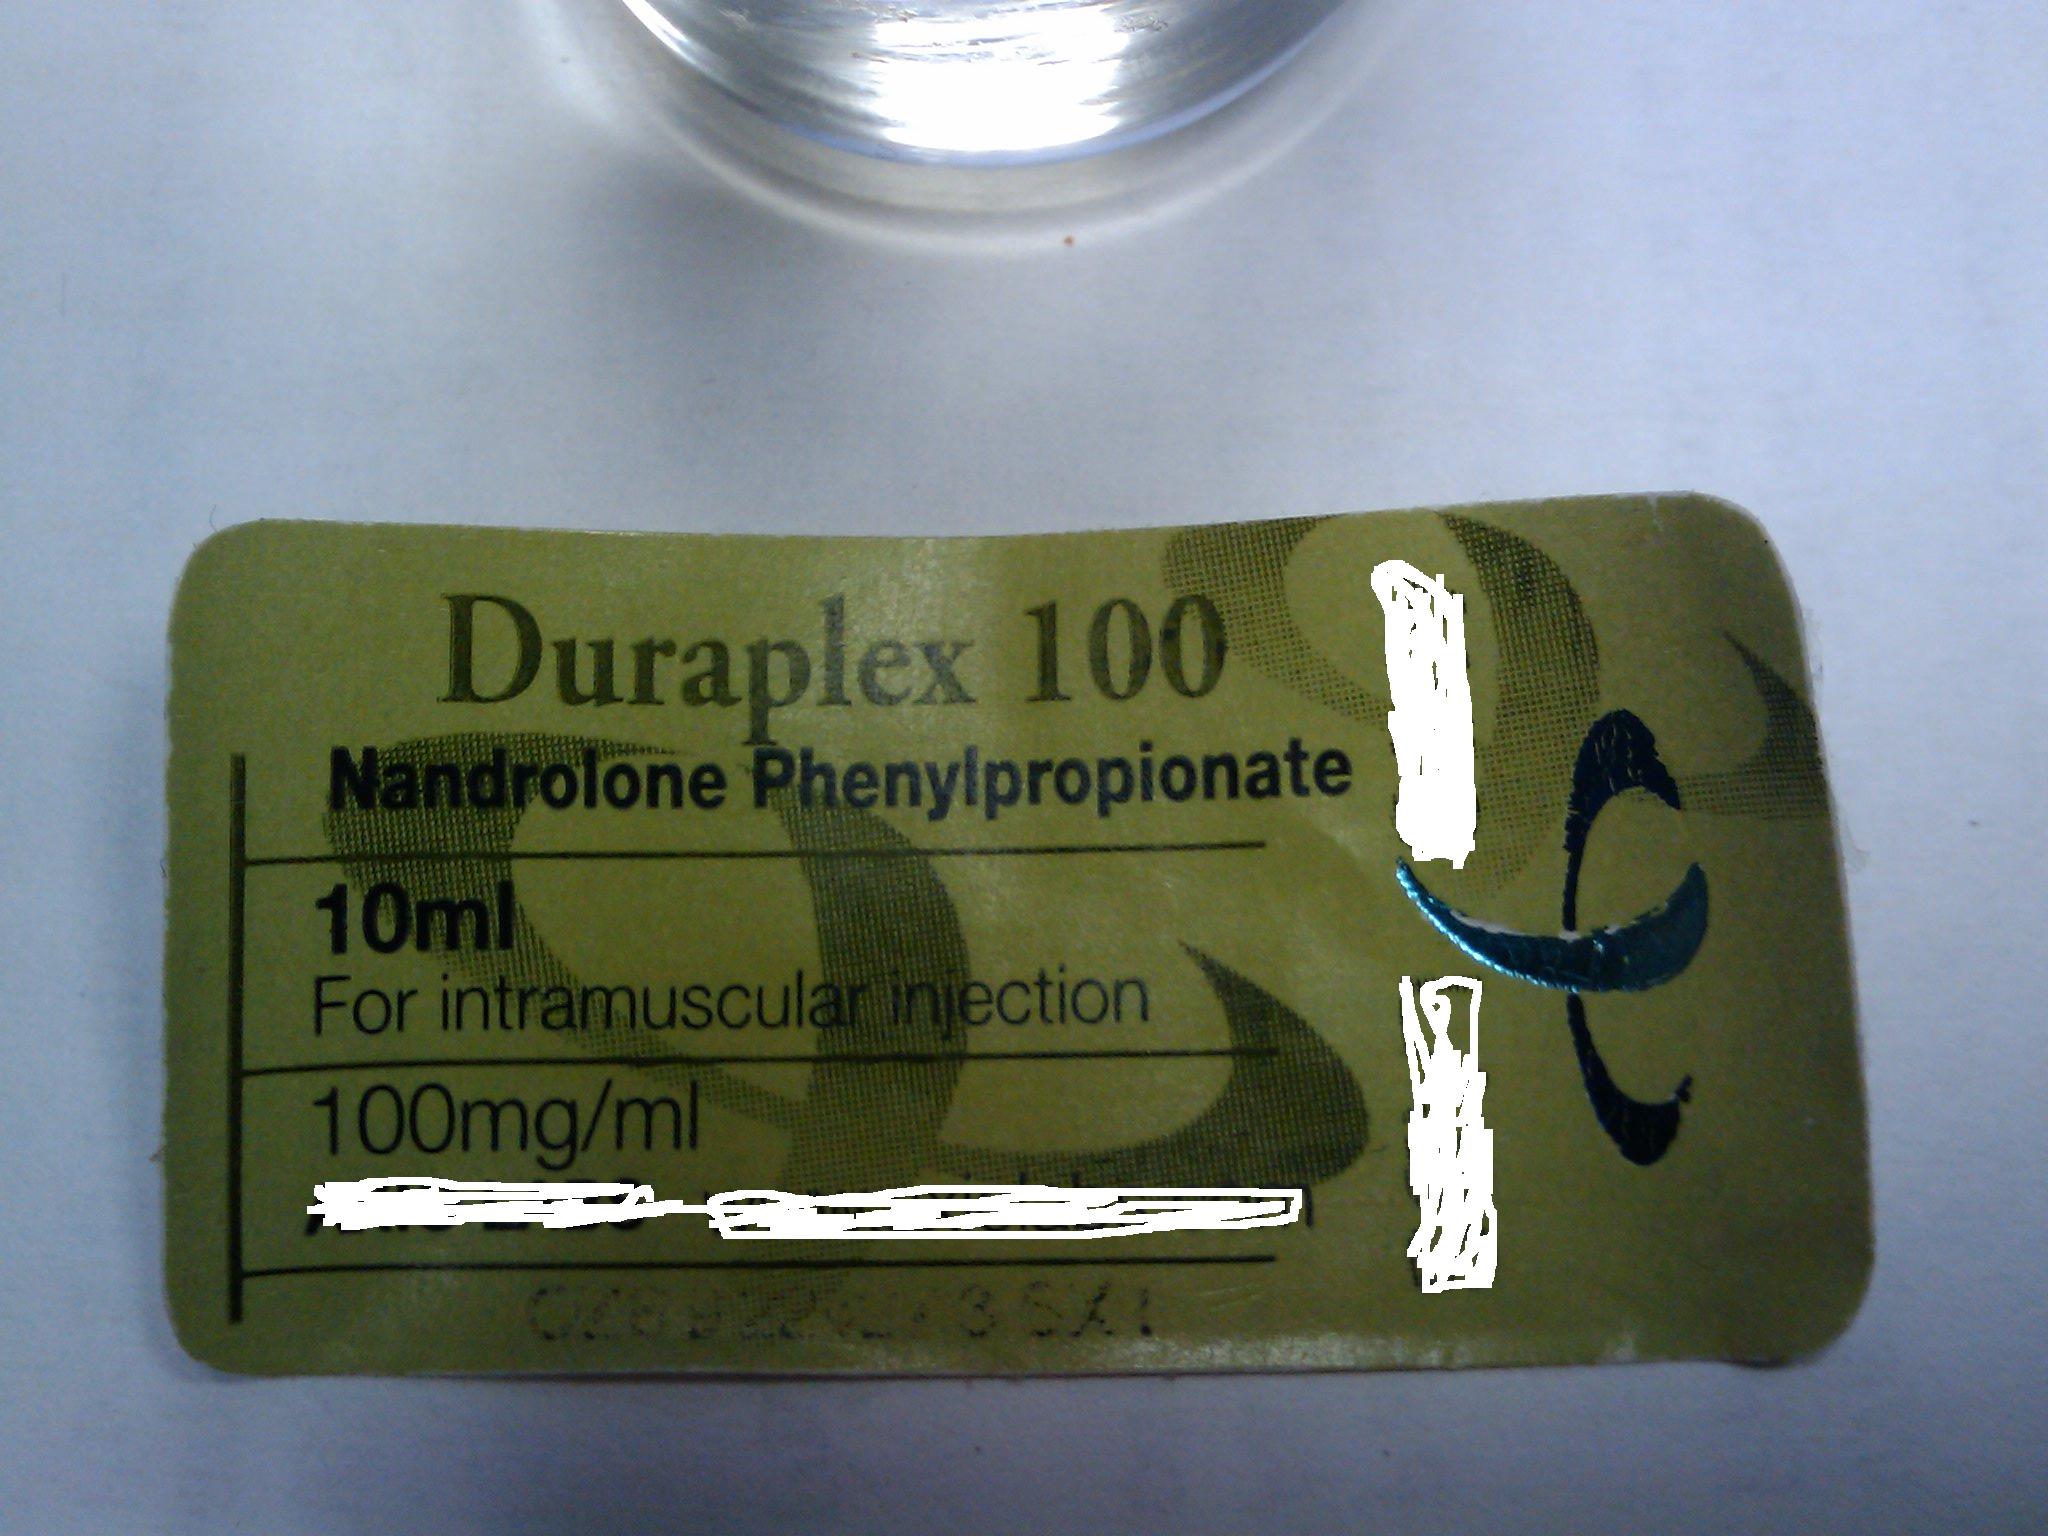 Duraplex 100
Nandrolone Phenylpropionate
10ml
For intramuscular injection
100mg/ml